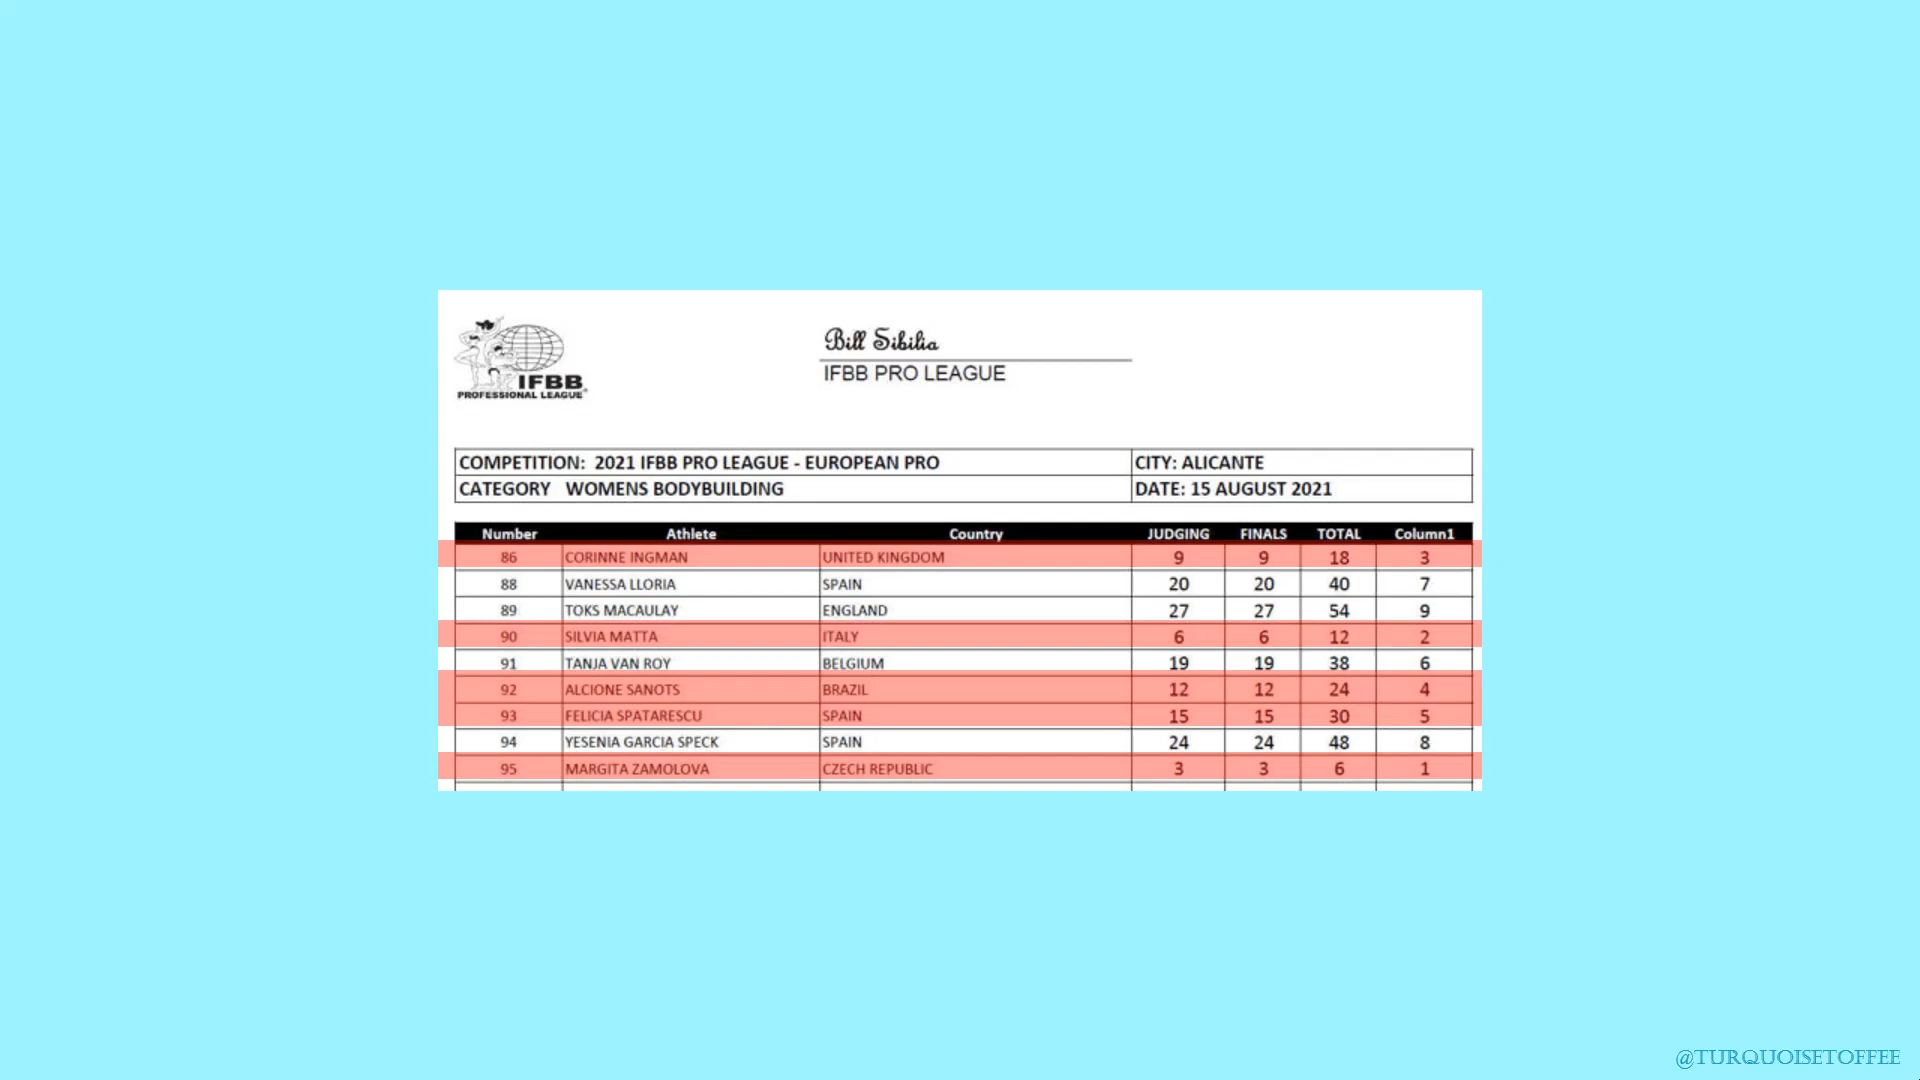 Bill Sibilia
IFBB
PROFESSIONAL LEAGUE
IFBB PRO LEAGUE
COMPETITION: 2021 IFBB PRO LEAGUE - EUROPEAN PRO CITY: ALICANTE
CATEGORY WOMENS BODYBUILDING DATE: 15 AUGUST 2021
Number Athlete Country JUDGING FINALS TOTAL Column1
86 CORINNE INGMAN UNITED KINGDOM 9 9 18 3
88 VANESSA LLORIA SPAIN 20 20 40 7
89 TOKS MACAULAY ENGLAND 27 27 54 9
90 SILVIA MATTA ITALY 6 6 12 2
91 TANJA VAN ROY BELGIUM 19 19 38 6
92 ALCIONE SANOTS BRAZIL 12 12 24 4
93 FELICIA SPATARESCU SPAIN 15 15 30 5
94 YESENIA GARCIA SPECK SPAIN 24 24 48 8
95 MARGITA ZAMOLOVA CZECH REPUBLIC 3 3 6 1
@TURQUOISETOFFEE